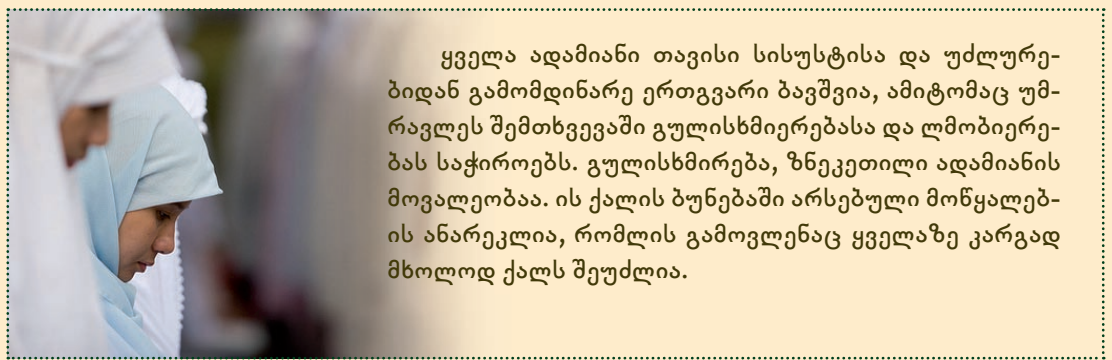 ყველა ადამიანი თავისი სისუსტისა და უძლურე-
ბიდან გამომდინარე ერთგვარი ბავშვია, ამიტომაც უმ-
რავლეს შემთხვევაში გულისხმიერებასა და ლმობიერე-
ბას საჭიროებს. გულისხმირება, ზნეკეთილი ადამიანის
მოვალეობაა. ის ქალის ბუნებაში არსებული მოწყალებ-
ის ანარეკლია, რომლის გამოვლენაც ყველაზე კარგად
მხოლოდ ქალს შეუძლია.